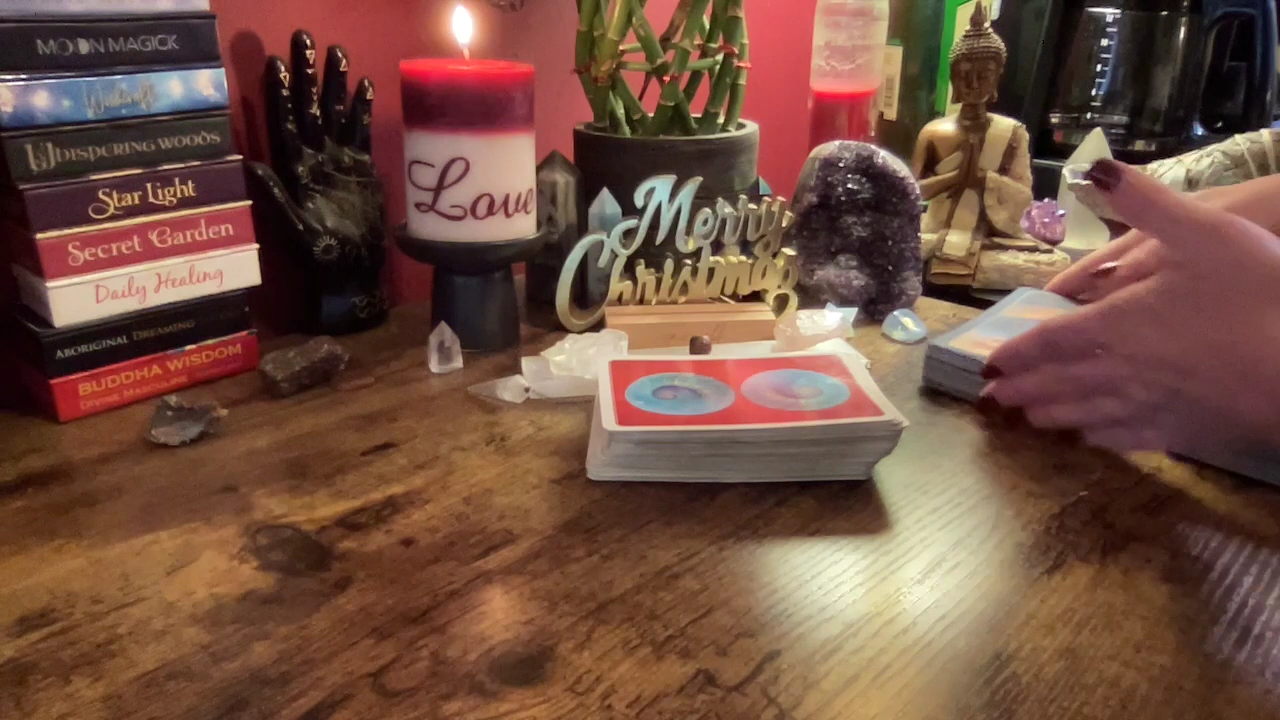 MOON MAGICK
Witchcraft
WHISPERING WOODS
STAR LIGHT
Secret Garden
Daily Healing
ABORIGINAL DREAMING
BUDDHA WISDOM
DIVINE MASCULINE
Love
Merry
Christmas